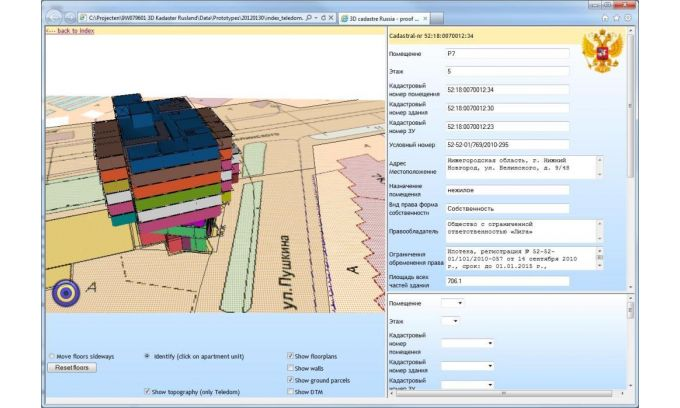 C:\Projecten\9W079601 3D Kadaster Rusland\Data\Prototypes\20120130\index_teledom.
3D cadastre Russia - proof ...
<--- back to index
Cadastral-nr 52:18:0070012:34
Помещение P7
Этаж 5
Кадастровый
номер помещения 52:18:0070012:34
Кадастровый
номер здания 52:18:0070012:30
Кадастровый
номер ЗУ 52:18:0070012:23
Условный номер 52-52-01/769/2010-295
Адрес
Местоположение
Нижегородская область, г. Нижний
Новгород, ул. Белинского, д. 9/48
Назначение
помещения нежилое
Вид права форма
собственности Собственность
Правообладатель
Общество с ограниченной
ответственностью «Лига»
Ограничения
обременения права
Ипотека, регистрация № 52-52-
01/101/2010-057 от 14 сентября 2010
г., срок: до 01.01.2015 г.,
Площадь всех
частей здания 706.1
Помещение
Этаж
Кадастровый
номер
помещения
Кадастровый
номер здания
Кадастровый
номер ЗУ
ул.Пушкина
А
А
Move floors sideways
Identify (click on apartment unit)
Show floorplans
Reset floors
Show walls
Show ground parcels
Show topography (only Teledom)
Show DTM